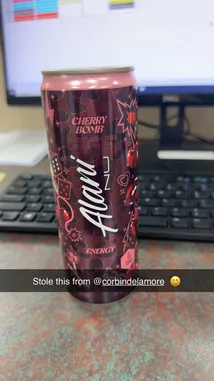 CHERRY
BOMB
Alani
NU
ENERGY
Stole this from @corbindelamore 😀